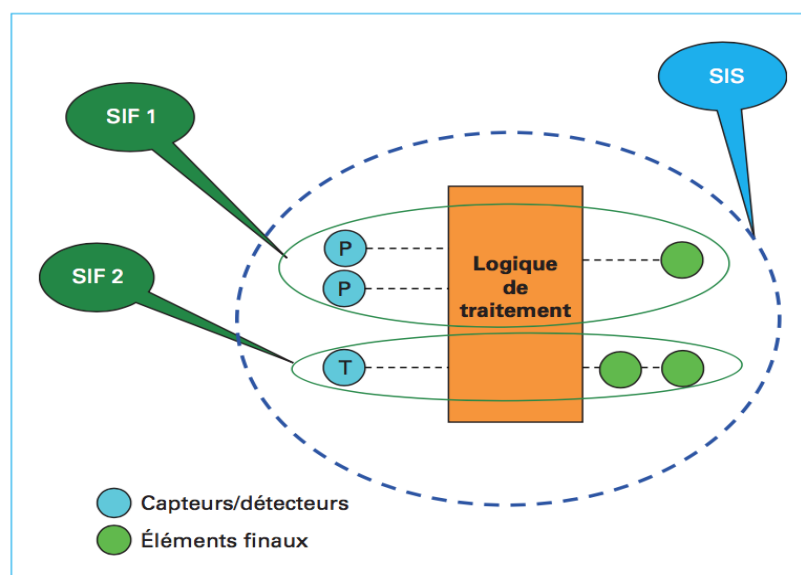 SIS
SIF 1
P
P
Logique
de
traitement
SIF 2
T
Capteurs/détecteurs
Éléments finaux